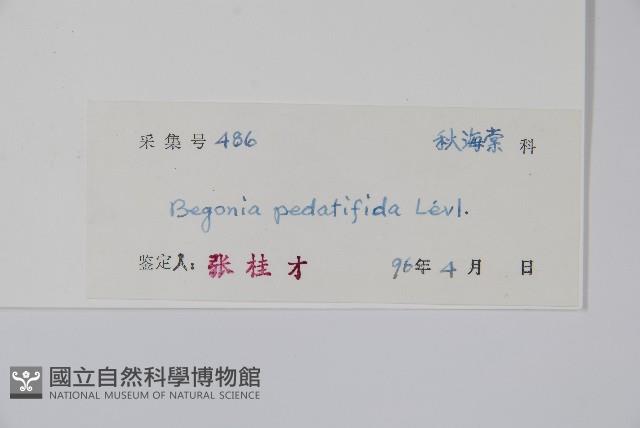 采集号 486 秋海棠 科
Begonia pedatifida Lévl.
鉴定人: 张桂才 96年 4 月 日
國立自然科學博物館
NATIONAL MUSEUM OF NATURAL SCIENCE